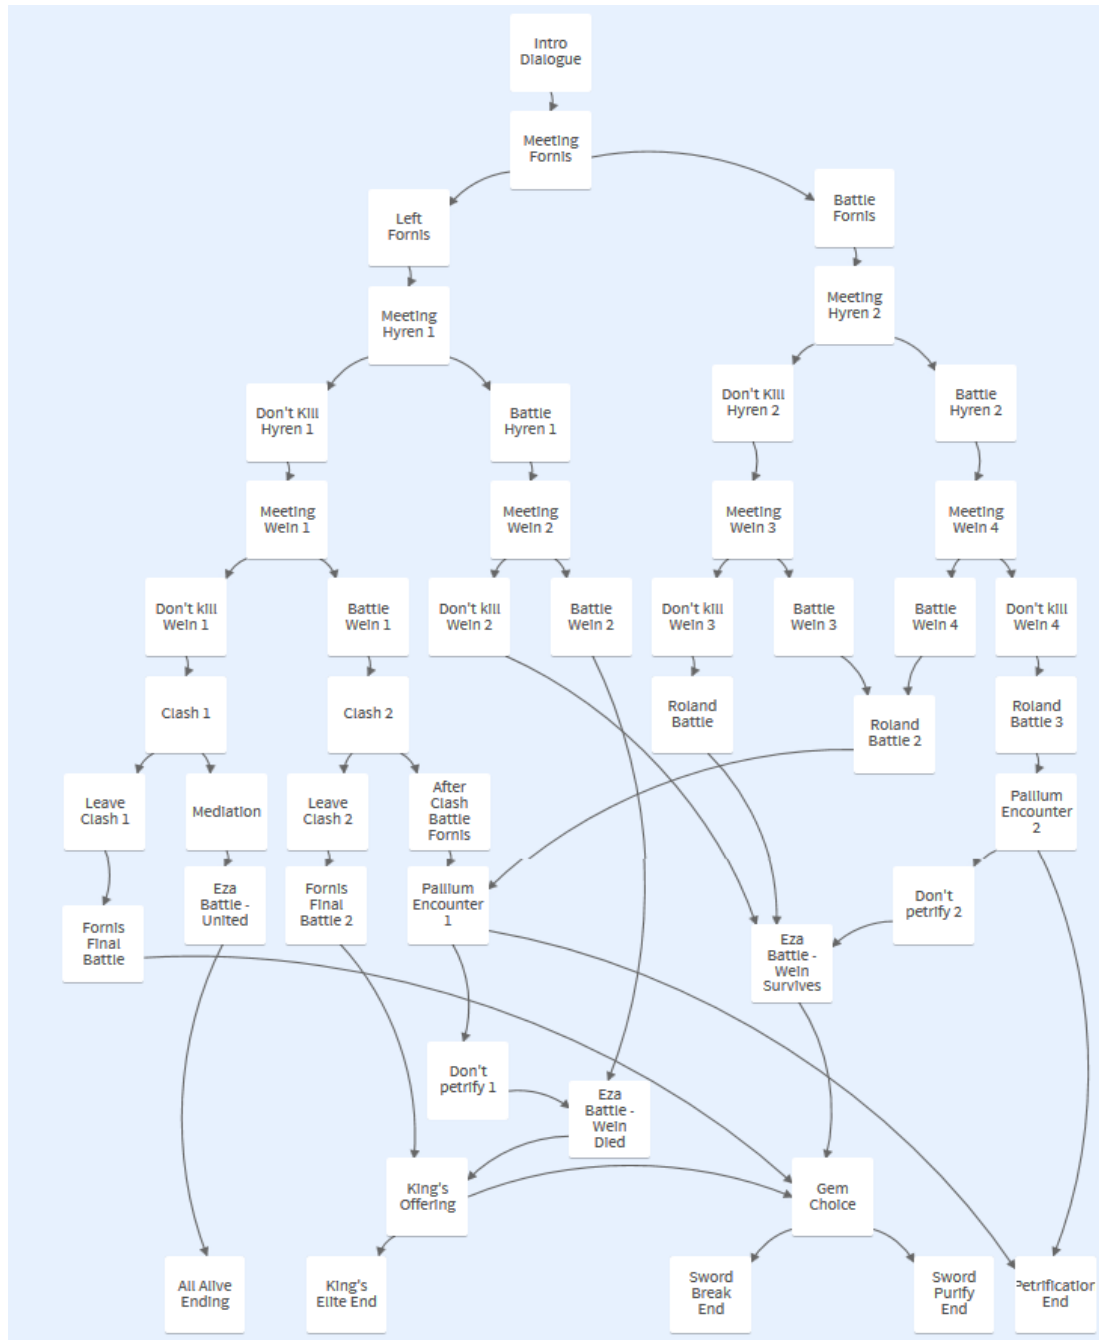 Intro
Dialogue
Meeting
Fornis
Left
Fornis
Battle
Fornis
Meeting
Hyren 1
Meeting
Hyren 2
Don't Kill
Hyren 1
Battle
Hyren 1
Don't Kill
Hyren 2
Battle
Hyren 2
Meeting
Wein 1
Meeting
Wein 2
Meeting
Wein 3
Meeting
Wein 4
Don't kill
Wein 1
Battle
Wein 1
Don't kill
Wein 2
Battle
Wein 2
Don't kill
Wein 3
Battle
Wein 3
Battle
Wein 4
Don't kill
Wein 4
Clash 1
Clash 2
Roland
Battle
Roland
Battle 2
Roland
Battle 3
Leave
Clash 1
Mediation
Leave
Clash 2
After
Clash
Battle
Fornis
Pallium
Encounter
2
Fornis
Final
Battle
Eza
Battle -
United
Fornis
Final
Battle 2
Pallium
Encounter
1
Don't
petrify 2
Eza
Battle -
Wein
Survives
Don't
petrify 1
Eza
Battle -
Wein
Died
King's
Offering
Gem
Choice
All Alive
Ending
King's
Elite End
Sword
Break
End
Sword
Purify
End
Petrification
End